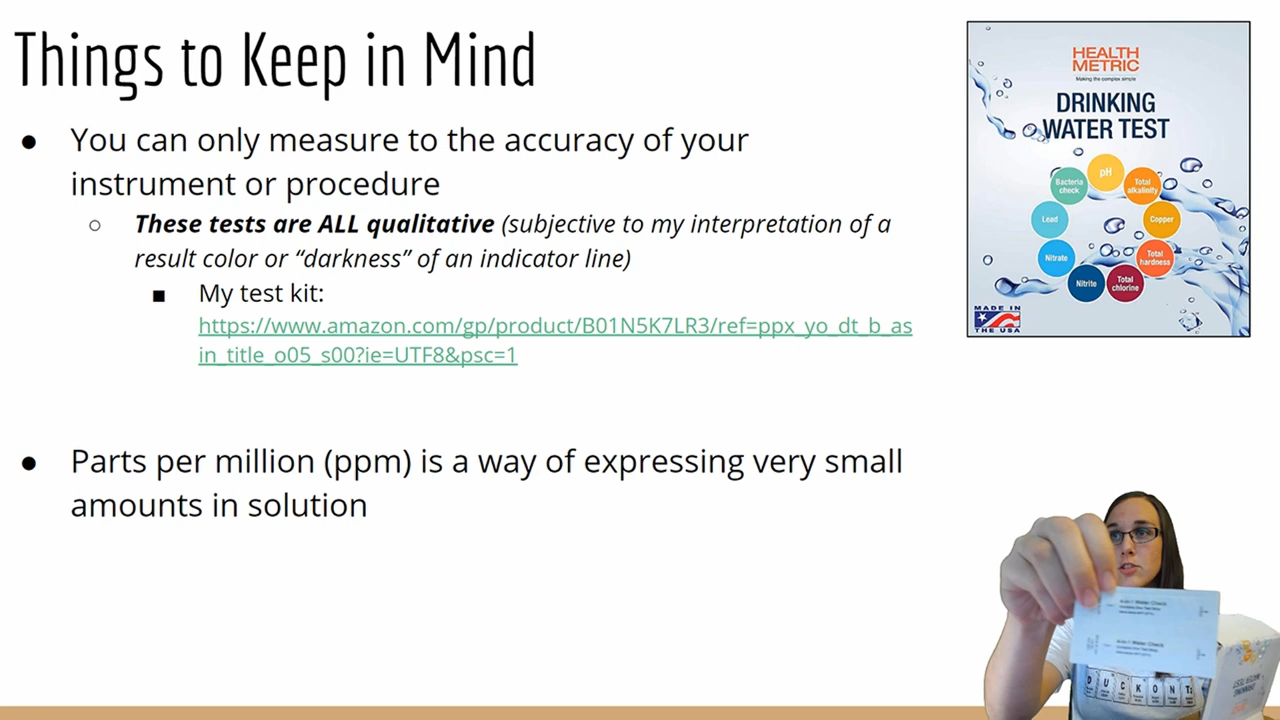 Things to Keep in Mind
● You can only measure to the accuracy of your
instrument or procedure
○ These tests are ALL qualitative (subjective to my interpretation of a
result color or “darkness” of an indicator line)
■ My test kit:
https://www.amazon.com/gp/product/B01N5K7LR3/ref=ppx_yo_dt_b_as
in_title_o05_s00?ie=UTF8&psc=1
● Parts per million (ppm) is a way of expressing very small
amounts in solution
HEALTH
METRIC
Making the complex simple
DRINKING
WATER TEST
pH
Bacteria
check
Total
alkalinity
Lead
Copper
Nitrate
Total
hardness
Nitrite
Total
chlorine
MADE IN
THE USA
Water Check
Water Check
D U C K O N T